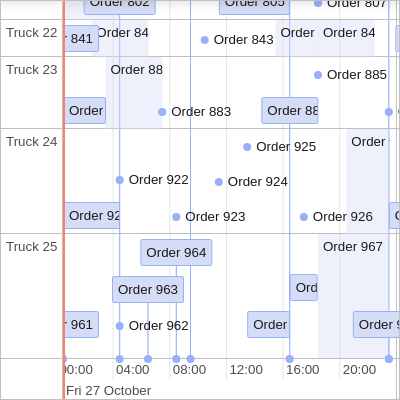 Order 802
Order 805
Order 807
Truck 22
Order 84
Order
Order 84
841
Order 843
Truck 23
Order 88
Order 885
Order
Order 883
Order 88
Truck 24
Order
Order 925
Order 922
Order 924
Order 92
Order 923
Order 926
Truck 25
Order 967
Order 964
Order 963
Ord
961
Order 962
Order
Order 9
00:00
04:00
08:00
12:00
16:00
20:00
Fri 27 October